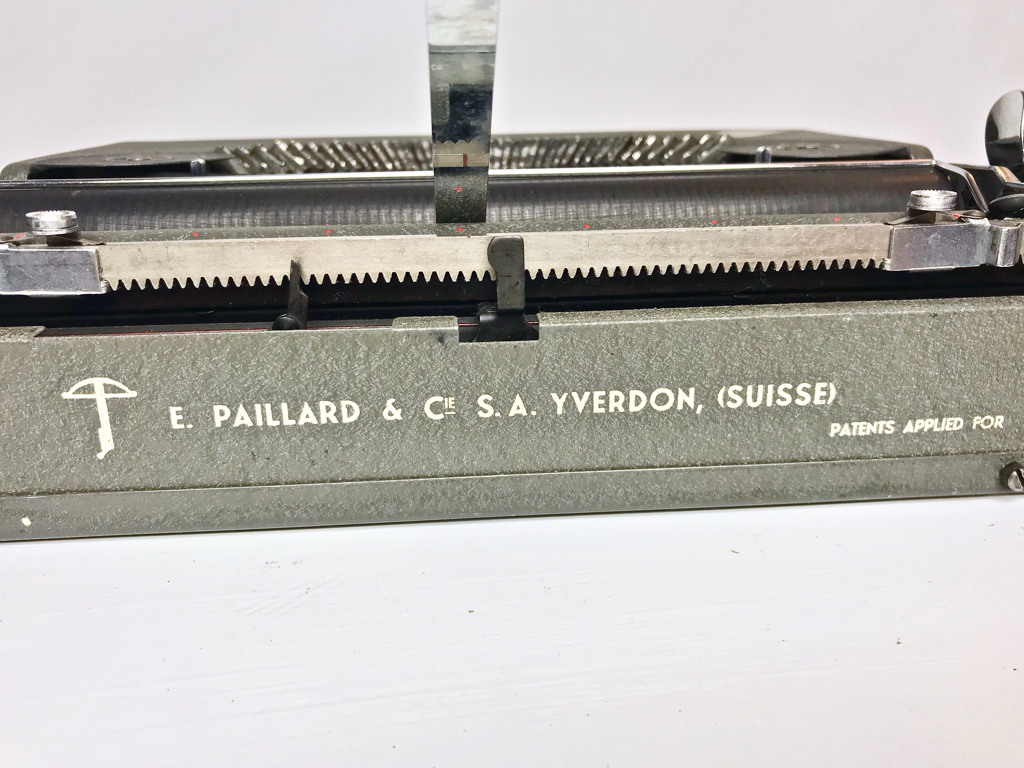 E. PAILLARD & CIE S.A. YVERDON, (SUISSE)
PATENTS APPLIED FOR